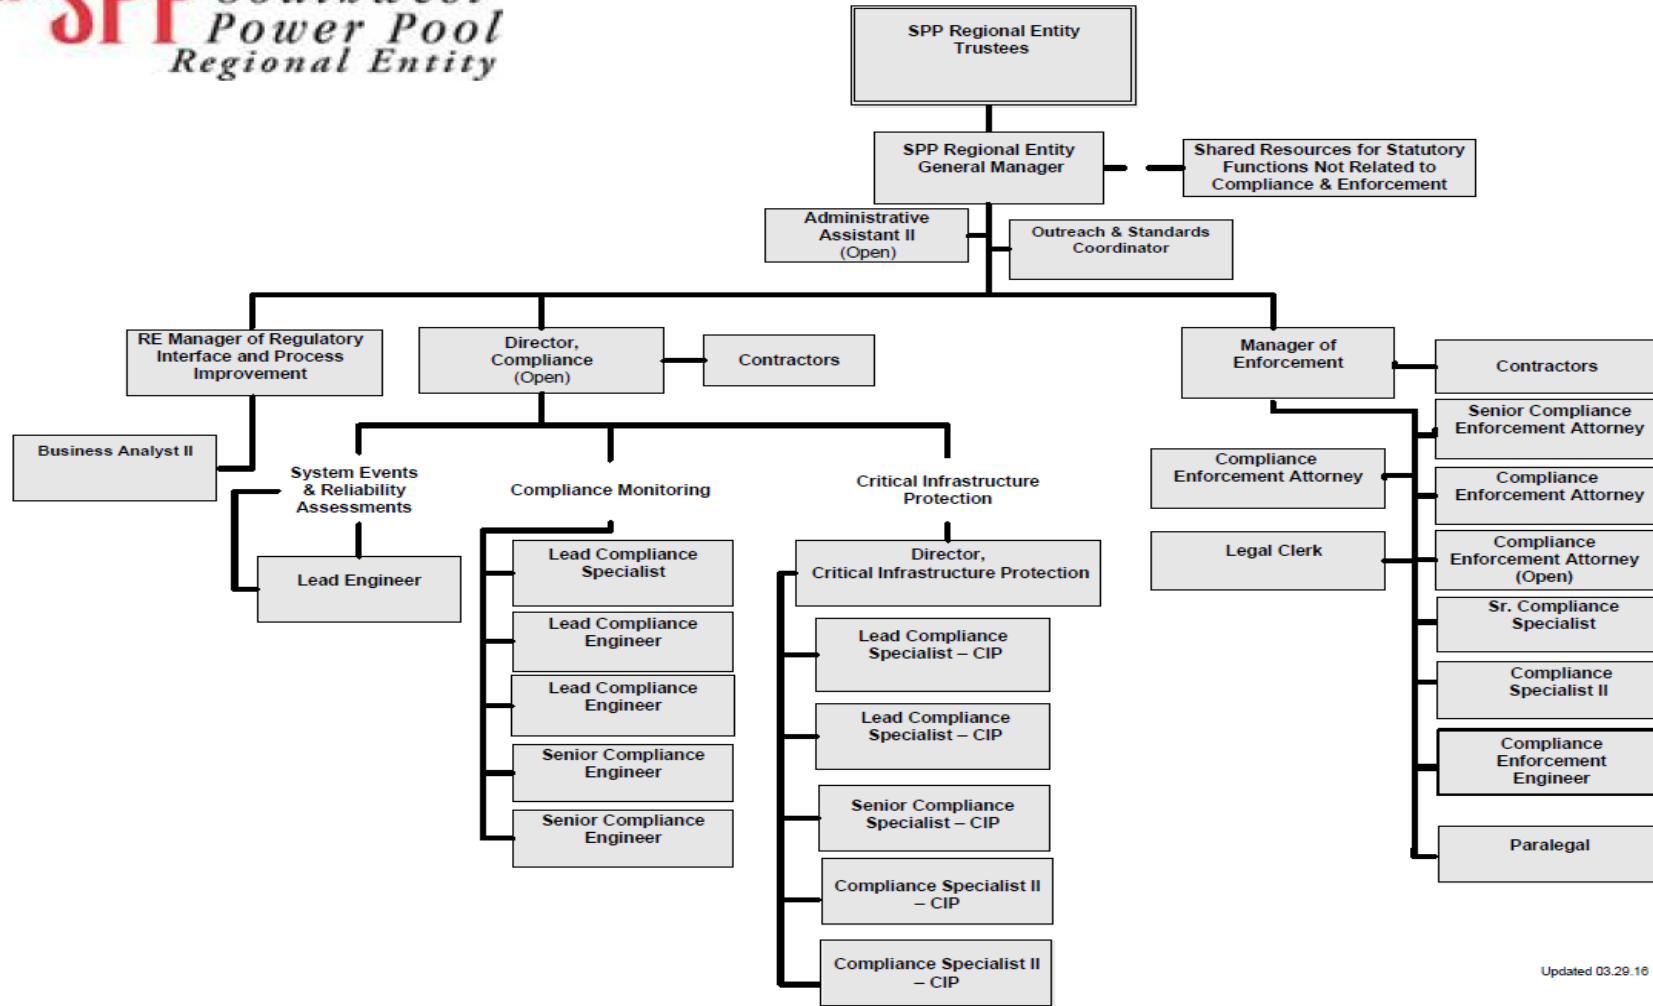 SPP
Southwest
Power Pool
Regional Entity
SPP Regional Entity
Trustees
SPP Regional Entity
General Manager
Shared Resources for Statutory
Functions Not Related to
Compliance & Enforcement
Administrative
Assistant II
(Open)
Outreach & Standards
Coordinator
RE Manager of Regulatory
Interface and Process
Improvement
Director,
Compliance
(Open)
Contractors
Manager of
Enforcement
Contractors
Business Analyst II
System Events
& Reliability
Assessments
Lead Engineer
Compliance Monitoring
Lead Compliance
Specialist
Lead Compliance
Engineer
Lead Compliance
Engineer
Senior Compliance
Engineer
Senior Compliance
Engineer
Critical Infrastructure
Protection
Director,
Critical Infrastructure Protection
Lead Compliance
Specialist – CIP
Lead Compliance
Specialist – CIP
Senior Compliance
Specialist – CIP
Compliance Specialist II
– CIP
Compliance Specialist II
– CIP
Compliance
Enforcement Attorney
Legal Clerk
Senior Compliance
Enforcement Attorney
Compliance
Enforcement Attorney
Compliance
Enforcement Attorney
(Open)
Sr. Compliance
Specialist
Compliance
Specialist II
Compliance
Enforcement
Engineer
Paralegal
Updated 03.29.16